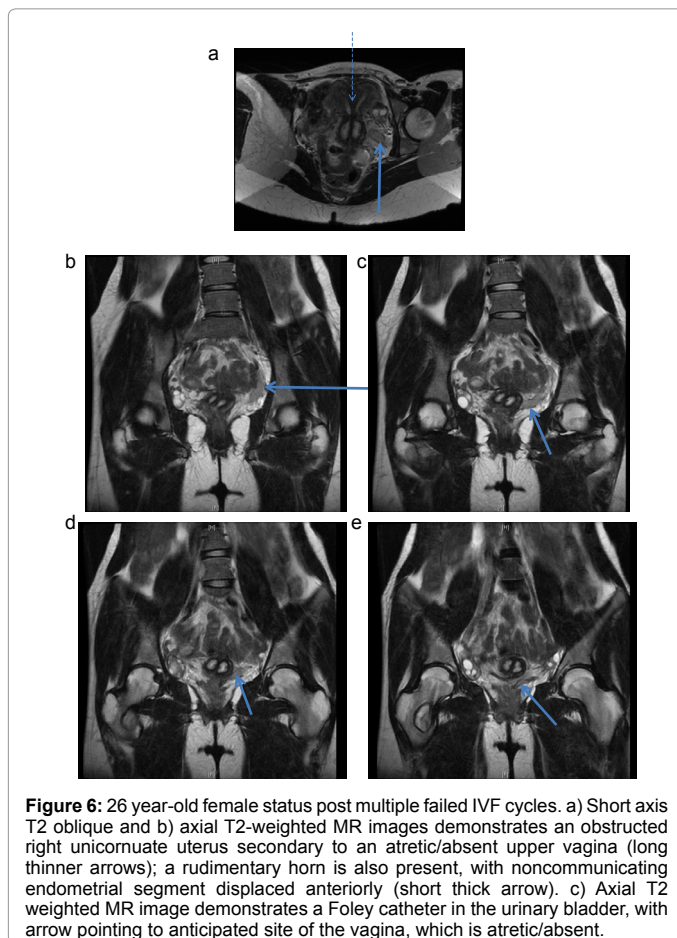 a
b
c
d
e
Figure 6: 26 year-old female status post multiple failed IVF cycles. a) Short axis
T2 oblique and b) axial T2-weighted MR images demonstrates an obstructed
right unicornuate uterus secondary to an atretic/absent upper vagina (long
thinner arrows); a rudimentary horn is also present, with noncommunicating
endometrial segment displaced anteriorly (short thick arrow). c) Axial T2
weighted MR image demonstrates a Foley catheter in the urinary bladder, with
arrow pointing to anticipated site of the vagina, which is atretic/absent.